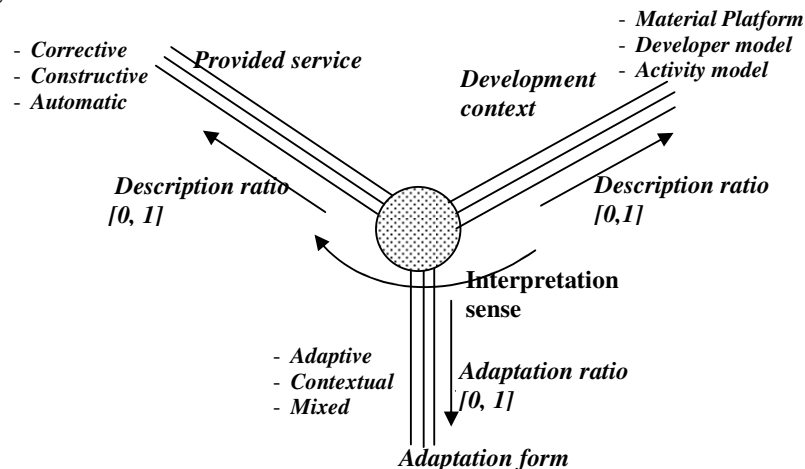 - Corrective
- Constructive
- Automatic
Provided service
Development
context
- Material Platform
- Developer model
- Activity model
Description ratio
[0, 1]
Description ratio
[0,1]
Interpretation
sense
- Adaptive
- Contextual
- Mixed
Adaptation ratio
[0, 1]
Adaptation form